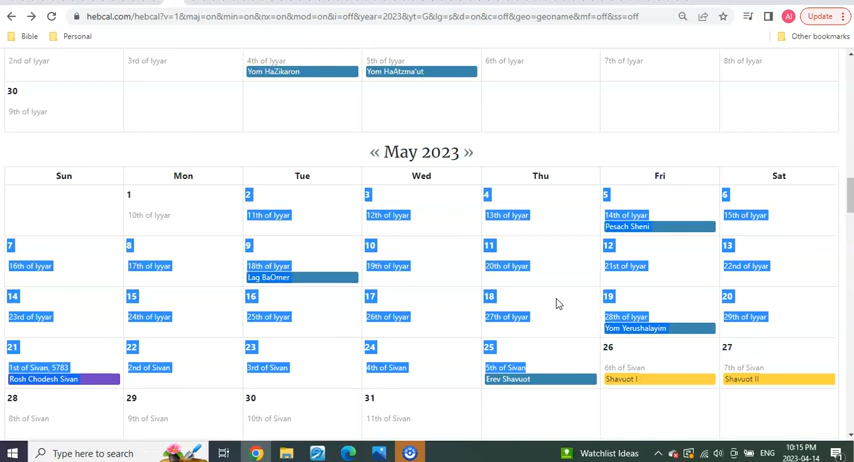 hebcal.com/hebcal?v=1&maj=on&min=on&nx=on&mod=on&i=off&year=2023&yt=G&lg=s&d=on&c=off&geo=geoname&mf=off&ss=off
AI
Update
Bible Personal Other bookmarks
2nd of Iyyar 3rd of Iyyar 4th of Iyyar 5th of Iyyar 6th of Iyyar 7th of Iyyar 8th of Iyyar
Yom HaZikaron Yom HaAtzma'ut
30
9th of Iyyar
« May 2023 »
Sun Mon Tue Wed Thu Fri Sat
1 2 3 4 5 6
10th of Iyyar 11th of Iyyar 12th of Iyyar 13th of Iyyar 14th of Iyyar 15th of Iyyar
Pesach Sheni
7 8 9 10 11 12 13
16th of Iyyar 17th of Iyyar 18th of Iyyar 19th of Iyyar 20th of Iyyar 21st of Iyyar 22nd of Iyyar
Lag BaOmer
14 15 16 17 18 19 20
23rd of Iyyar 24th of Iyyar 25th of Iyyar 26th of Iyyar 27th of Iyyar 28th of Iyyar 29th of Iyyar
Yom Yerushalayim
21 22 23 24 25 26 27
1st of Sivan, 5783 2nd of Sivan 3rd of Sivan 4th of Sivan 5th of Sivan 6th of Sivan 7th of Sivan
Rosh Chodesh Sivan Erev Shavuot Shavuot I Shavuot II
28 29 30 31
8th of Sivan 9th of Sivan 10th of Sivan 11th of Sivan
Type here to search Watchlist Ideas ENG 10:15 PM
2023-04-14